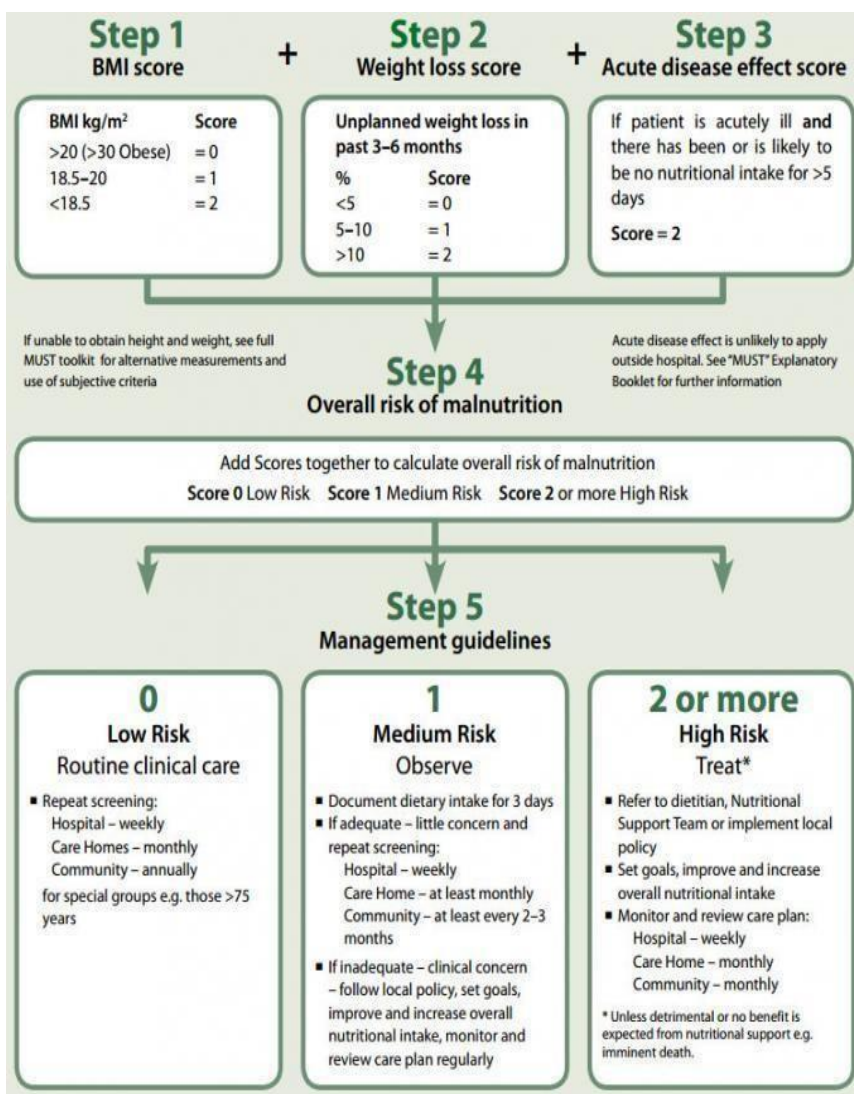 Step 1
BMI score
+
Step 2
Weight loss score
+
Step 3
Acute disease effect score
BMI kg/m² Score
>20 (>30 Obese) = 0
18.5–20 = 1
<18.5 = 2
Unplanned weight loss in
past 3–6 months
% Score
<5 = 0
5–10 = 1
>10 = 2
If patient is acutely ill and
there has been or is likely to
be no nutritional intake for >5
days
Score = 2
If unable to obtain height and weight, see full
MUST toolkit for alternative measurements and
use of subjective criteria
Acute disease effect is unlikely to apply
outside hospital. See "MUST" Explanatory
Booklet for further information
Step 4
Overall risk of malnutrition
Add Scores together to calculate overall risk of malnutrition
Score 0 Low Risk Score 1 Medium Risk Score 2 or more High Risk
Step 5
Management guidelines
0
Low Risk
Routine clinical care
■ Repeat screening:
Hospital – weekly
Care Homes – monthly
Community – annually
for special groups e.g. those >75
years
1
Medium Risk
Observe
■ Document dietary intake for 3 days
■ If adequate – little concern and
repeat screening:
Hospital – weekly
Care Home – at least monthly
Community – at least every 2–3
months
■ If inadequate – clinical concern
– follow local policy, set goals,
improve and increase overall
nutritional intake, monitor and
review care plan regularly
2 or more
High Risk
Treat*
■ Refer to dietitian, Nutritional
Support Team or implement local
policy
■ Set goals, improve and increase
overall nutritional intake
■ Monitor and review care plan:
Hospital – weekly
Care Home – monthly
Community – monthly
* Unless detrimental or no benefit is
expected from nutritional support e.g.
imminent death.